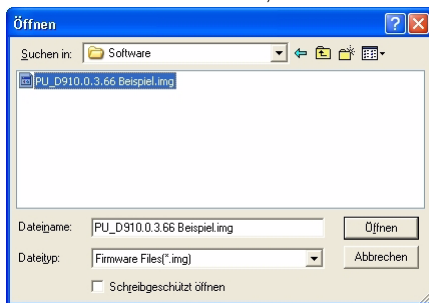 Öffnen
Suchen in: Software
PU_D910.0.3.66 Beispiel.img
Dateiname: PU_D910.0.3.66 Beispiel.img Öffnen
Dateityp: Firmware Files(*.img) Abbrechen
Schreibgeschützt öffnen